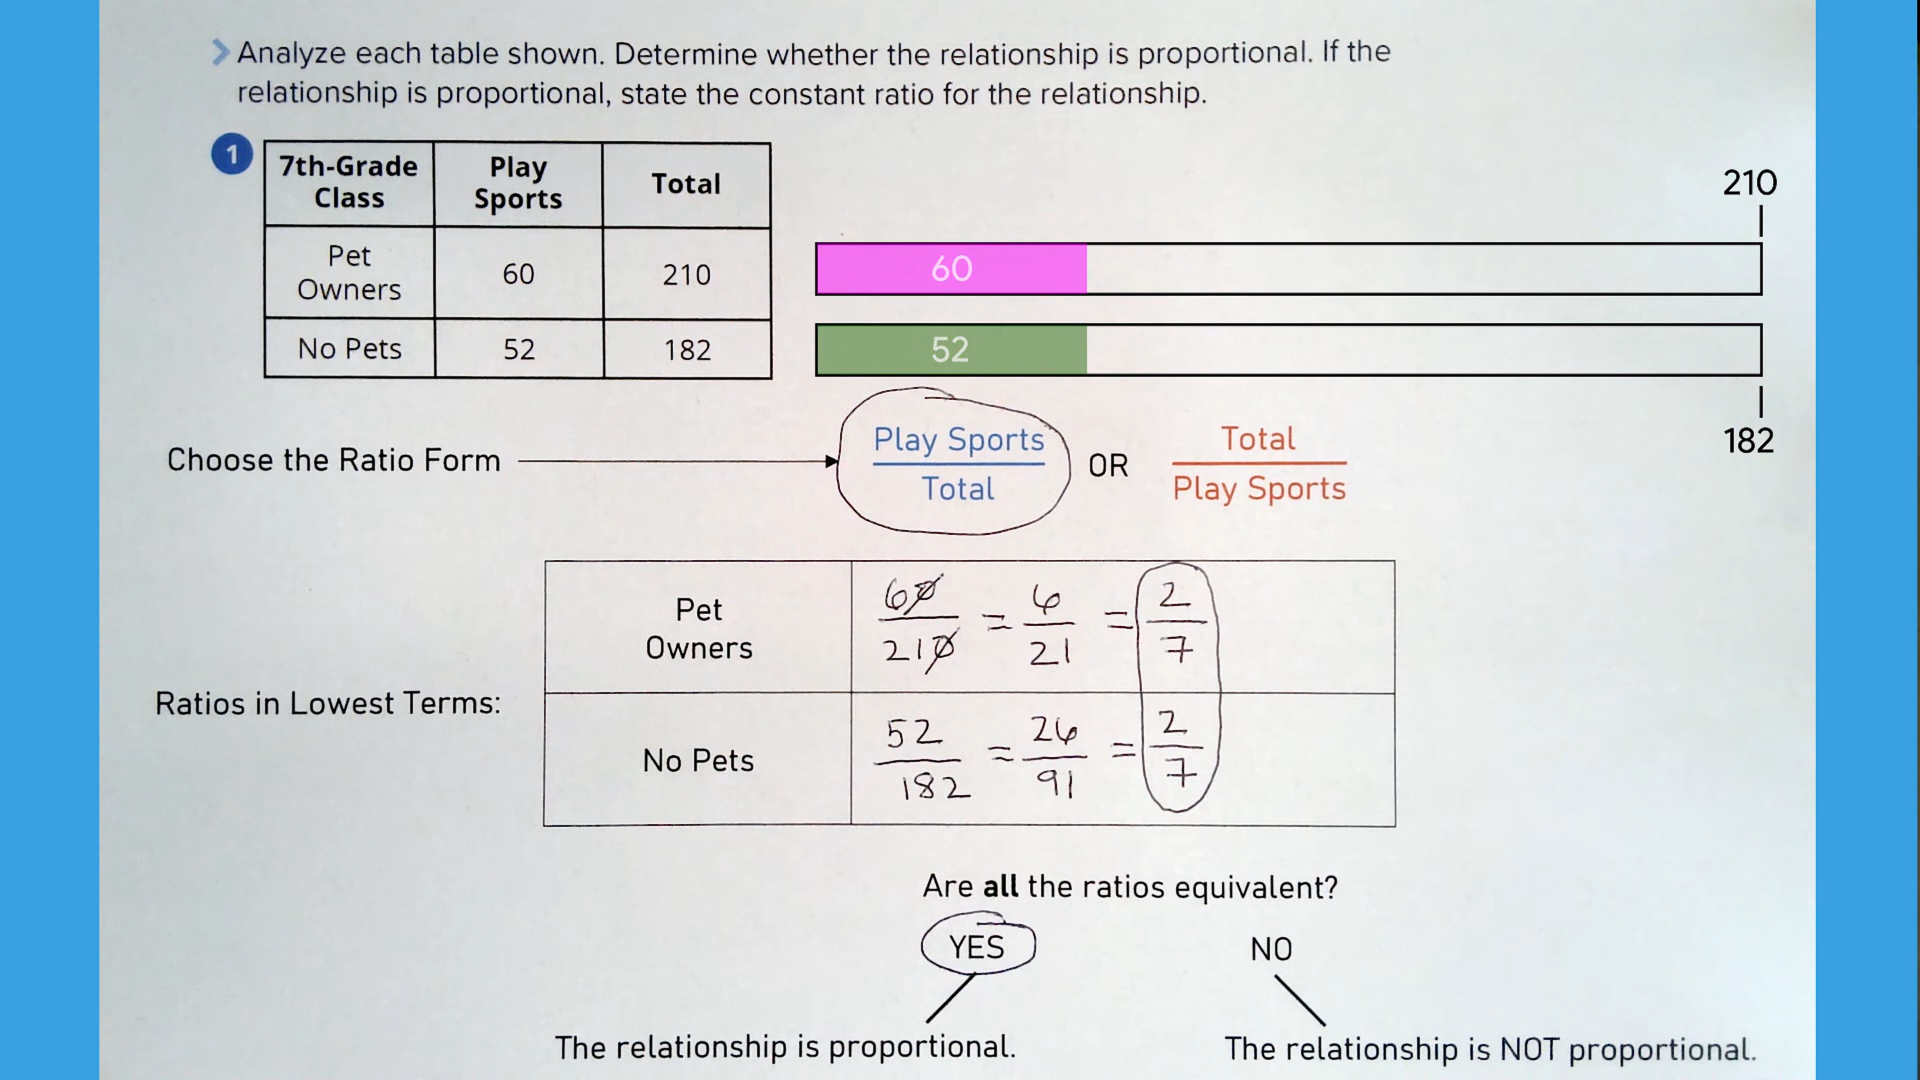 Analyze each table shown. Determine whether the relationship is proportional. If the
relationship is proportional, state the constant ratio for the relationship.
1
7th-Grade Class | Play Sports | Total
Pet Owners | 60 | 210
No Pets | 52 | 182
210
60
52
182
Choose the Ratio Form
Play Sports
Total
OR
Total
Play Sports
Ratios in Lowest Terms:
Pet
Owners
60/210 = 6/21 = 2/7
No Pets
52/182 = 26/91 = 2/7
Are all the ratios equivalent?
YES NO
The relationship is proportional. The relationship is NOT proportional.